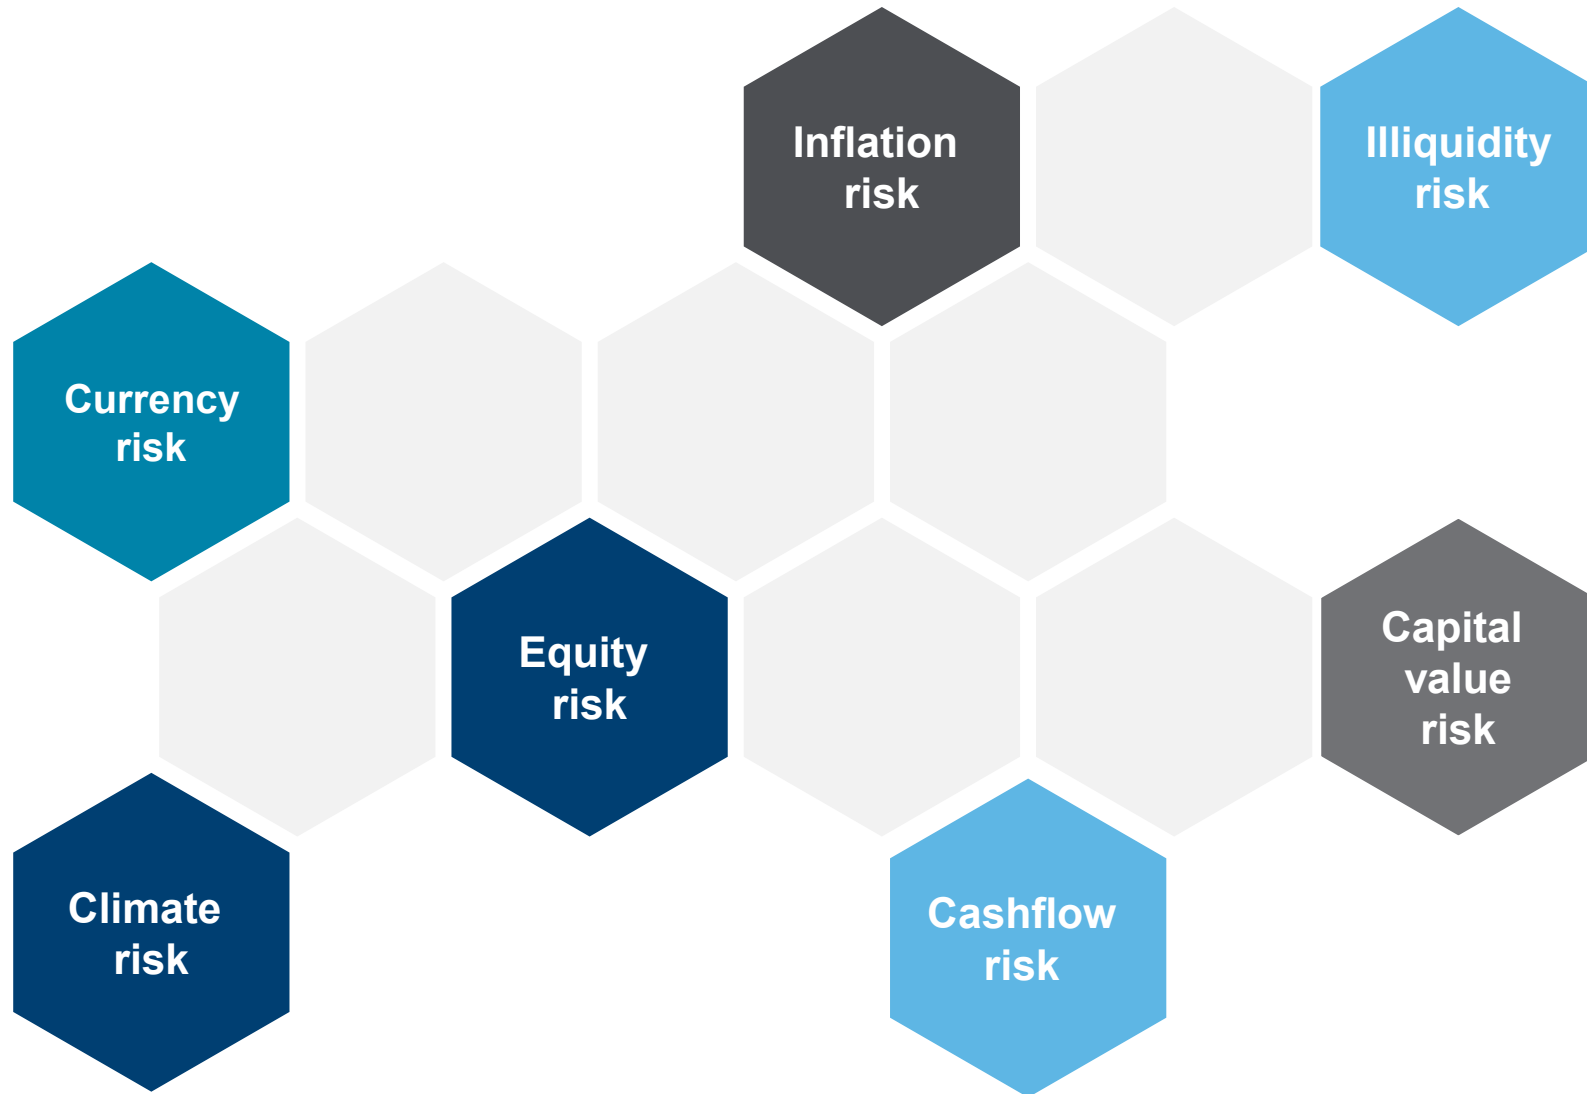 Inflation
risk
Illiquidity
risk
Currency
risk
Equity
risk
Capital
value
risk
Climate
risk
Cashflow
risk